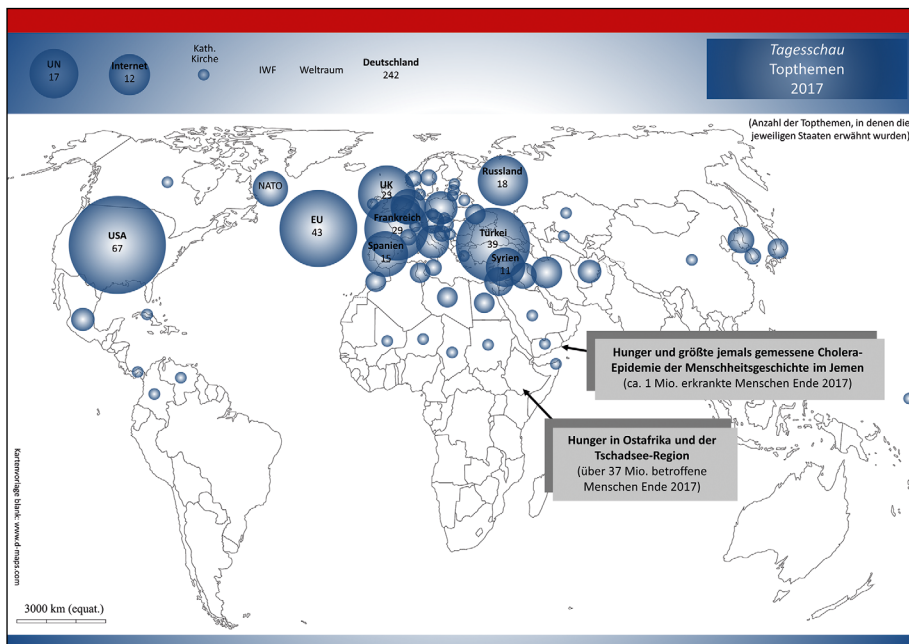 UN
17
Internet
12
Kath.
Kirche
IWF
Weltraum
Deutschland
242
Tagesschau
Topthemen
2017
(Anzahl der Topthemen, in denen die
jeweiligen Staaten erwähnt wurden)
Russland
18
NATO
UK
23
EU
43
Frankreich
29
USA
67
Türkei
39
Spanien
15
Syrien
11
Hunger und größte jemals gemessene Cholera-
Epidemie der Menschheitsgeschichte im Jemen
(ca. 1 Mio. erkrankte Menschen Ende 2017)
Hunger in Ostafrika und der
Tschadsee-Region
(über 37 Mio. betroffene
Menschen Ende 2017)
Kartenvorlage blank: www.d-maps.com
3000 km (equat.)